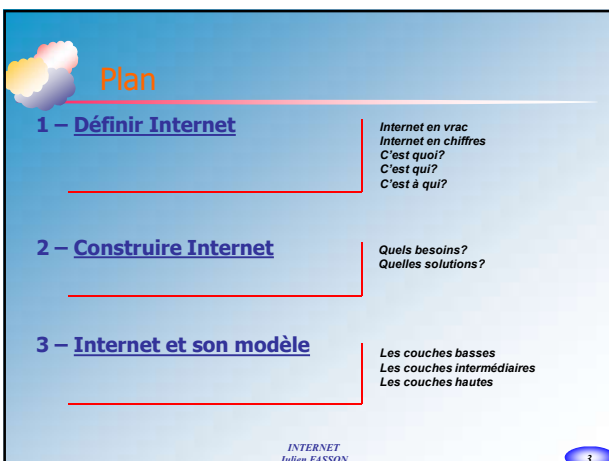 Plan
1 – Définir Internet
Internet en vrac
Internet en chiffres
C'est quoi?
C'est qui?
C'est à qui?
2 – Construire Internet
Quels besoins?
Quelles solutions?
3 – Internet et son modèle
Les couches basses
Les couches intermédiaires
Les couches hautes
INTERNET
Julien FASSON
3